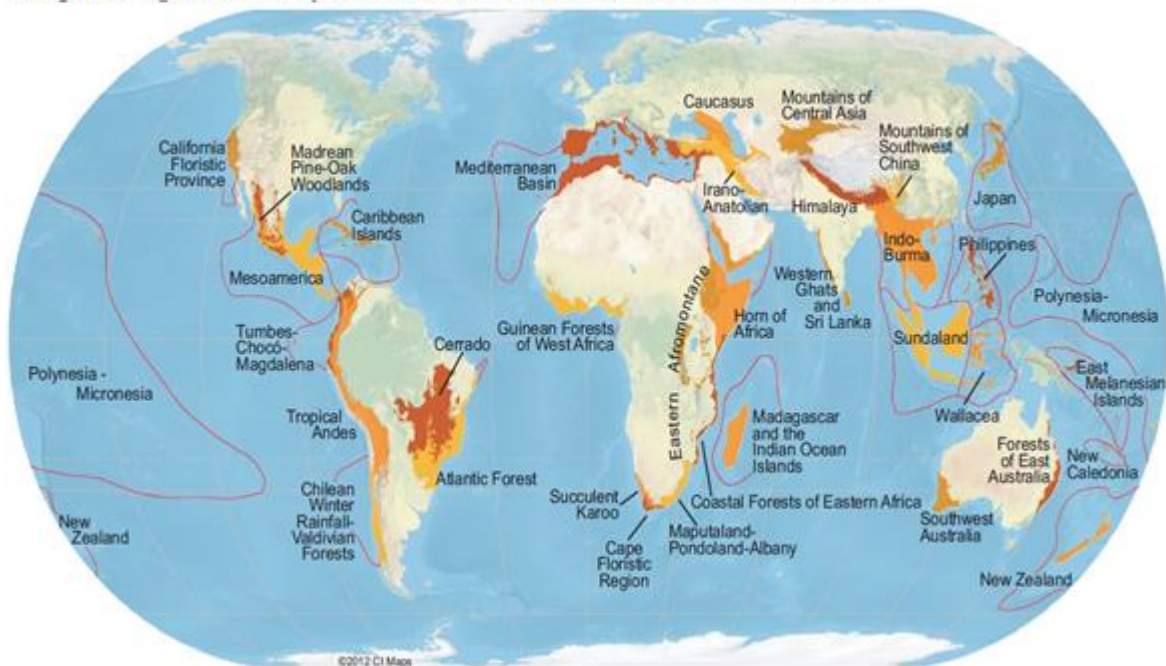 California
Floristic
Province
Madrean
Pine-Oak
Woodlands
Caribbean
Islands
Mesoamerica
Tumbes-
Chocó-
Magdalena
Polynesia -
Micronesia
Cerrado
Tropical
Andes
Atlantic Forest
Chilean
Winter
Rainfall-
Valdivian
Forests
New
Zealand
Mediterranean
Basin
Caucasus
Irano-
Anatolian
Mountains of
Central Asia
Mountains of
Southwest
China
Himalaya
Japan
Indo-
Burma
Philippines
Western
Ghats
and
Sri Lanka
Polynesia-
Micronesia
Guinean Forests
of West Africa
Eastern Afromontane
Horn of
Africa
Sundaland
Wallacea
East
Melanesian
Islands
Madagascar
and the
Indian Ocean
Islands
Coastal Forests of Eastern Africa
Succulent
Karoo
Cape
Floristic
Region
Maputaland-
Pondoland-Albany
Forests
of East
Australia
New
Caledonia
Southwest
Australia
New Zealand
©2012 CI Maps